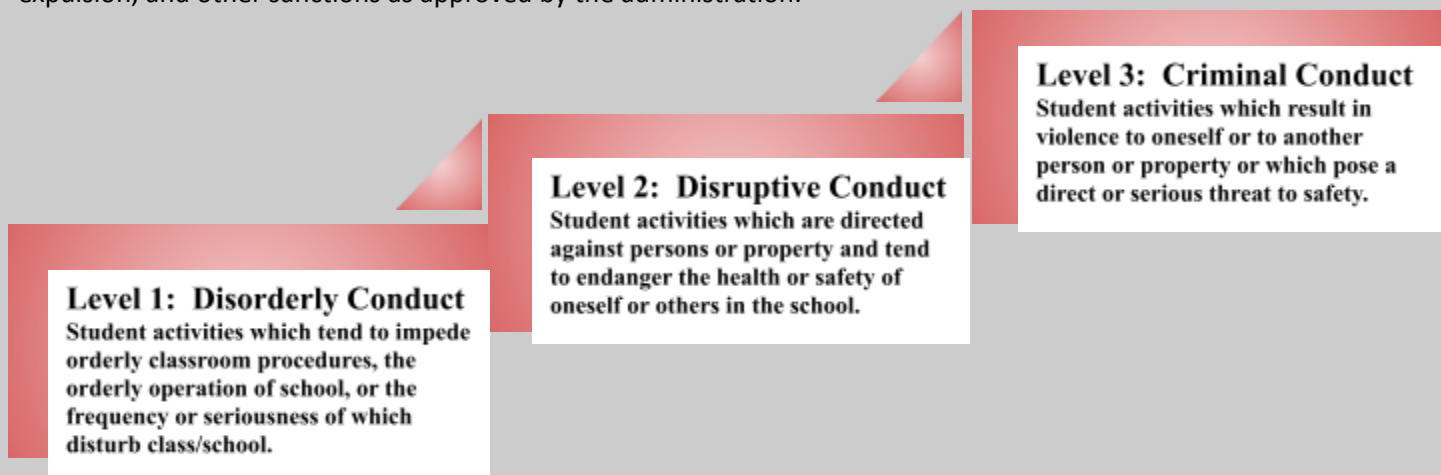 expulsion, and other sanctions as approved by the administration.
Level 3:  Criminal Conduct
Student activities which result in
violence to oneself or to another
person or property or which pose a
direct or serious threat to safety.
Level 2:  Disruptive Conduct
Student activities which are directed
against persons or property and tend
to endanger the health or safety of
oneself or others in the school.
Level 1:  Disorderly Conduct
Student activities which tend to impede
orderly classroom procedures, the
orderly operation of school, or the
frequency or seriousness of which
disturb class/school.